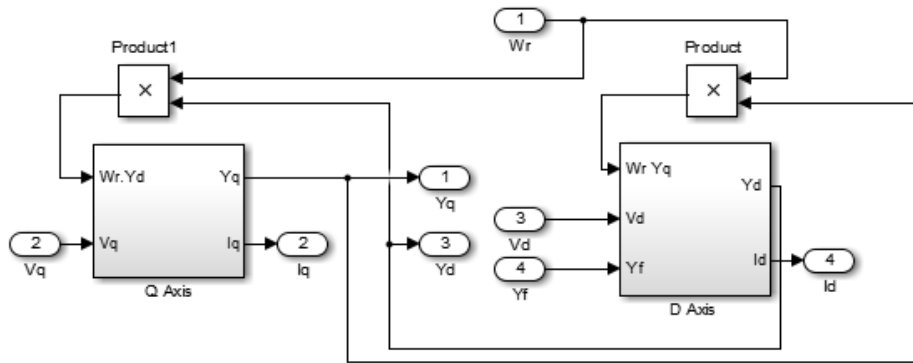 1
Wr
Product1
Product
×
×
Wr.Yd
Yq
1
Yq
Wr Yq
Yd
2
Vq
Vq
Iq
2
Iq
3
Yd
3
Vd
Vd
4
Yf
Yf
Id
4
Id
Q Axis
D Axis